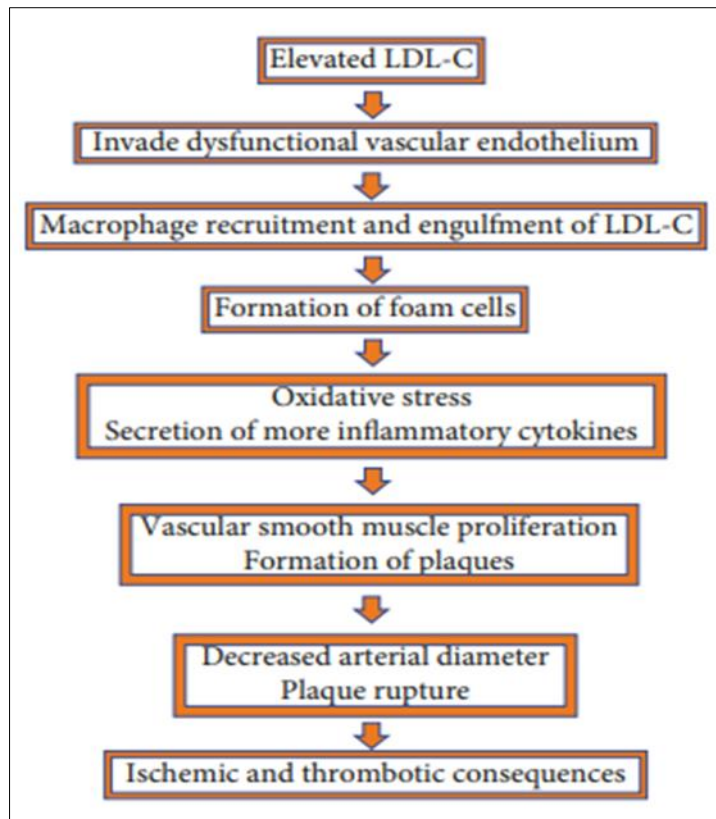 Elevated LDL-C
Invade dysfunctional vascular endothelium
Macrophage recruitment and engulfment of LDL-C
Formation of foam cells
Oxidative stress
Secretion of more inflammatory cytokines
Vascular smooth muscle proliferation
Formation of plaques
Decreased arterial diameter
Plaque rupture
Ischemic and thrombotic consequences